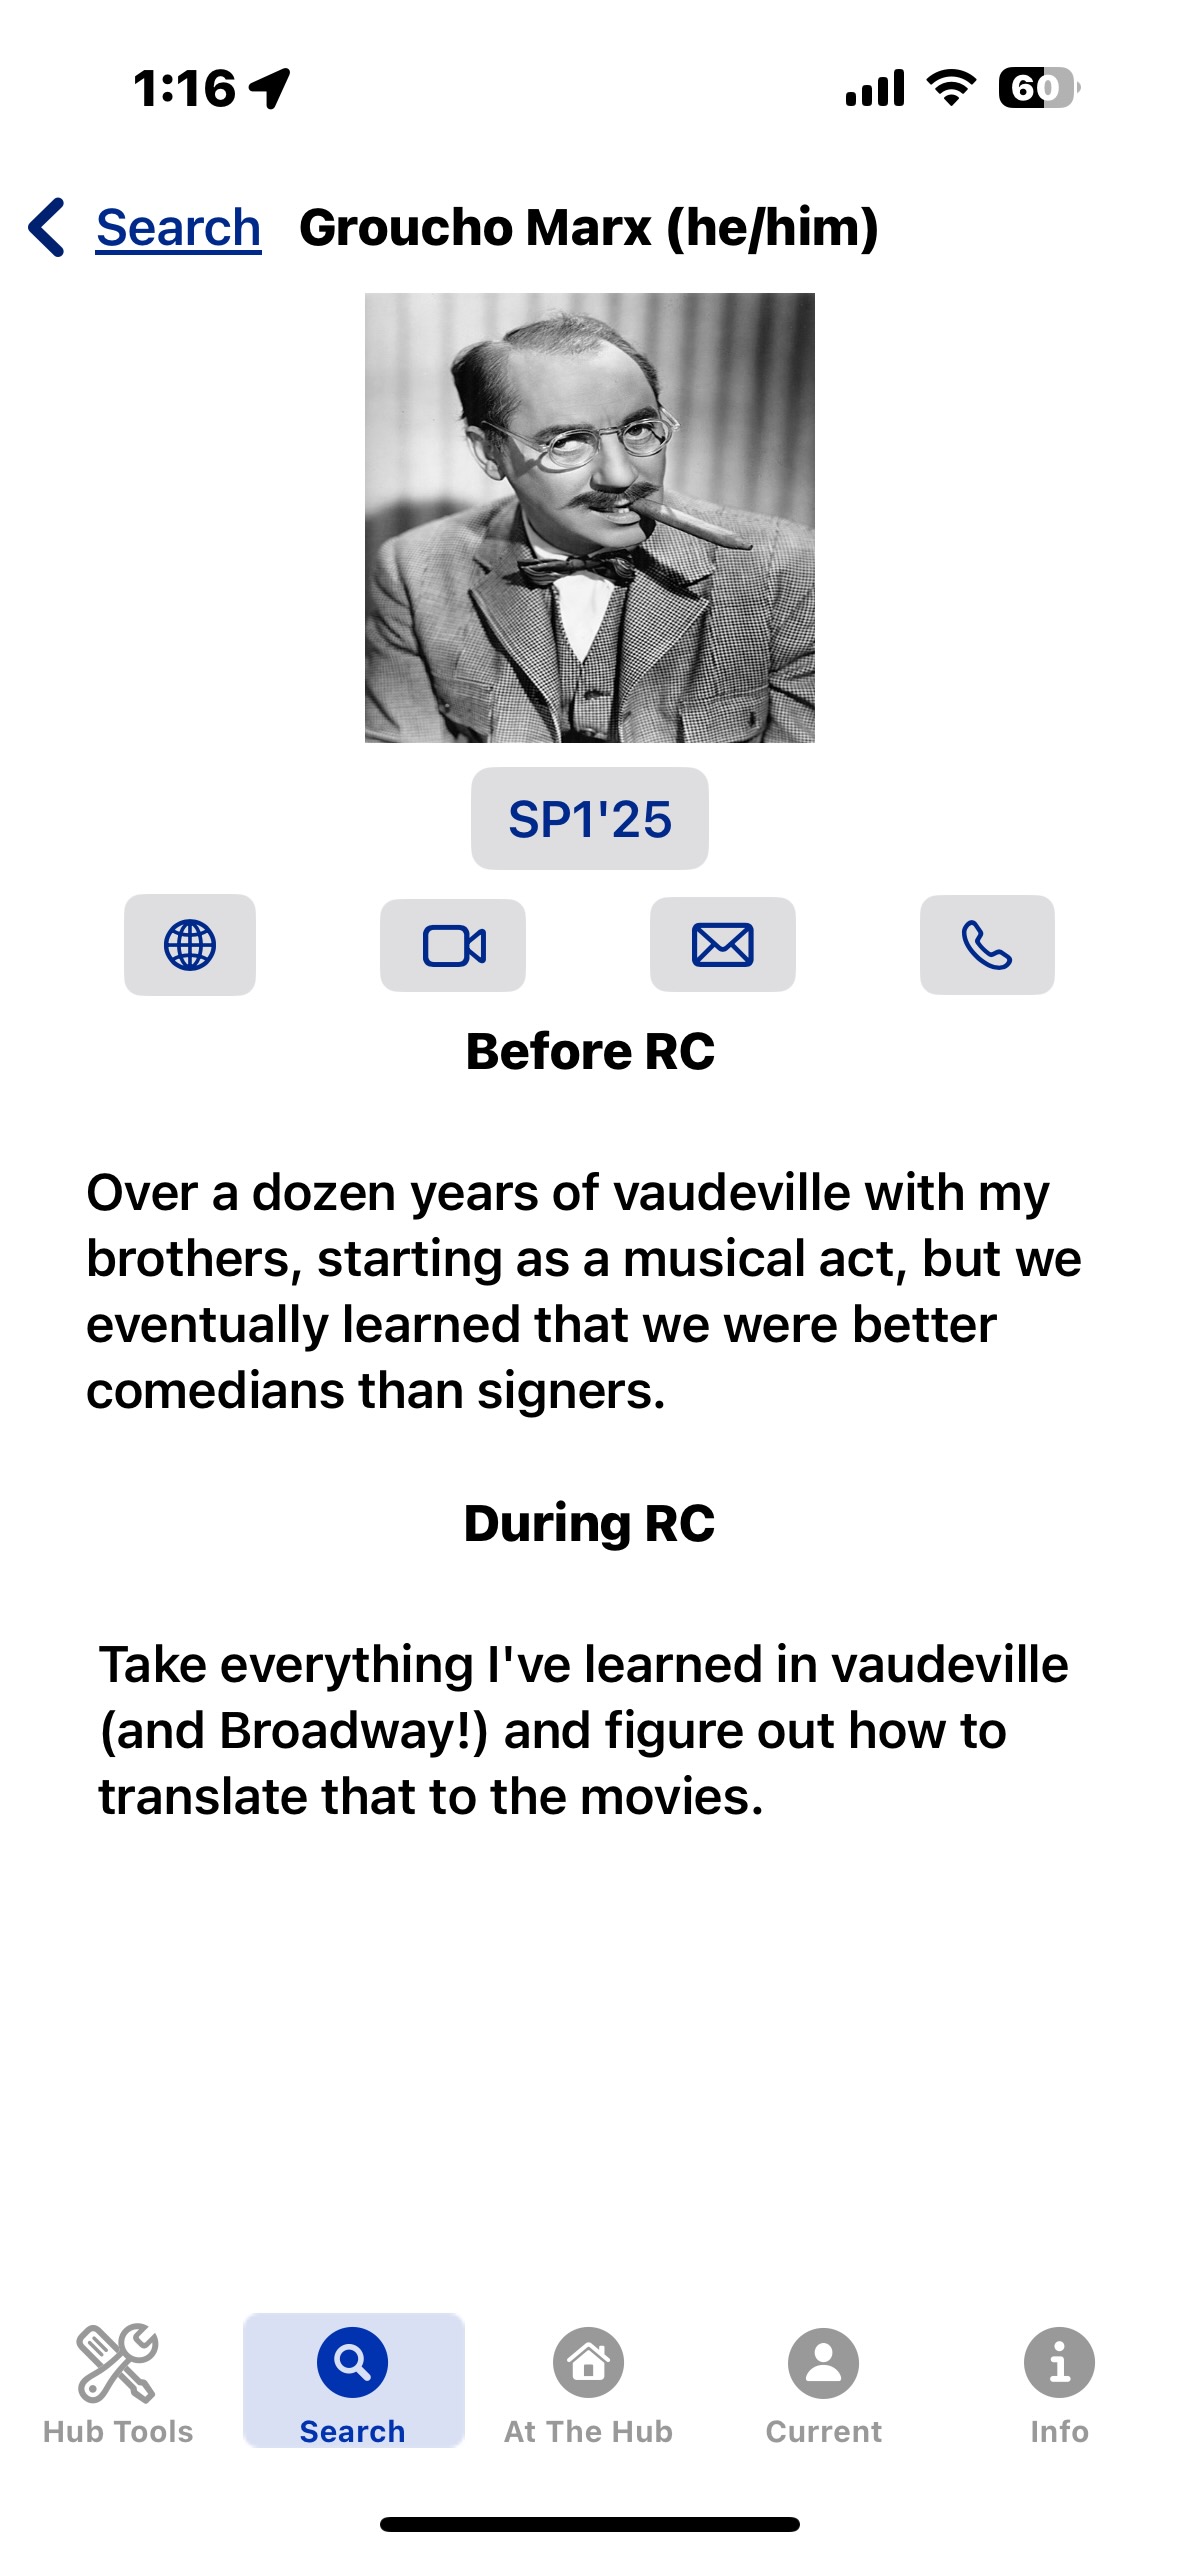 1:16
60
Search Groucho Marx (he/him)
SP1'25
Before RC
Over a dozen years of vaudeville with my
brothers, starting as a musical act, but we
eventually learned that we were better
comedians than signers.
During RC
Take everything I've learned in vaudeville
(and Broadway!) and figure out how to
translate that to the movies.
Hub Tools
Search
At The Hub
Current
Info